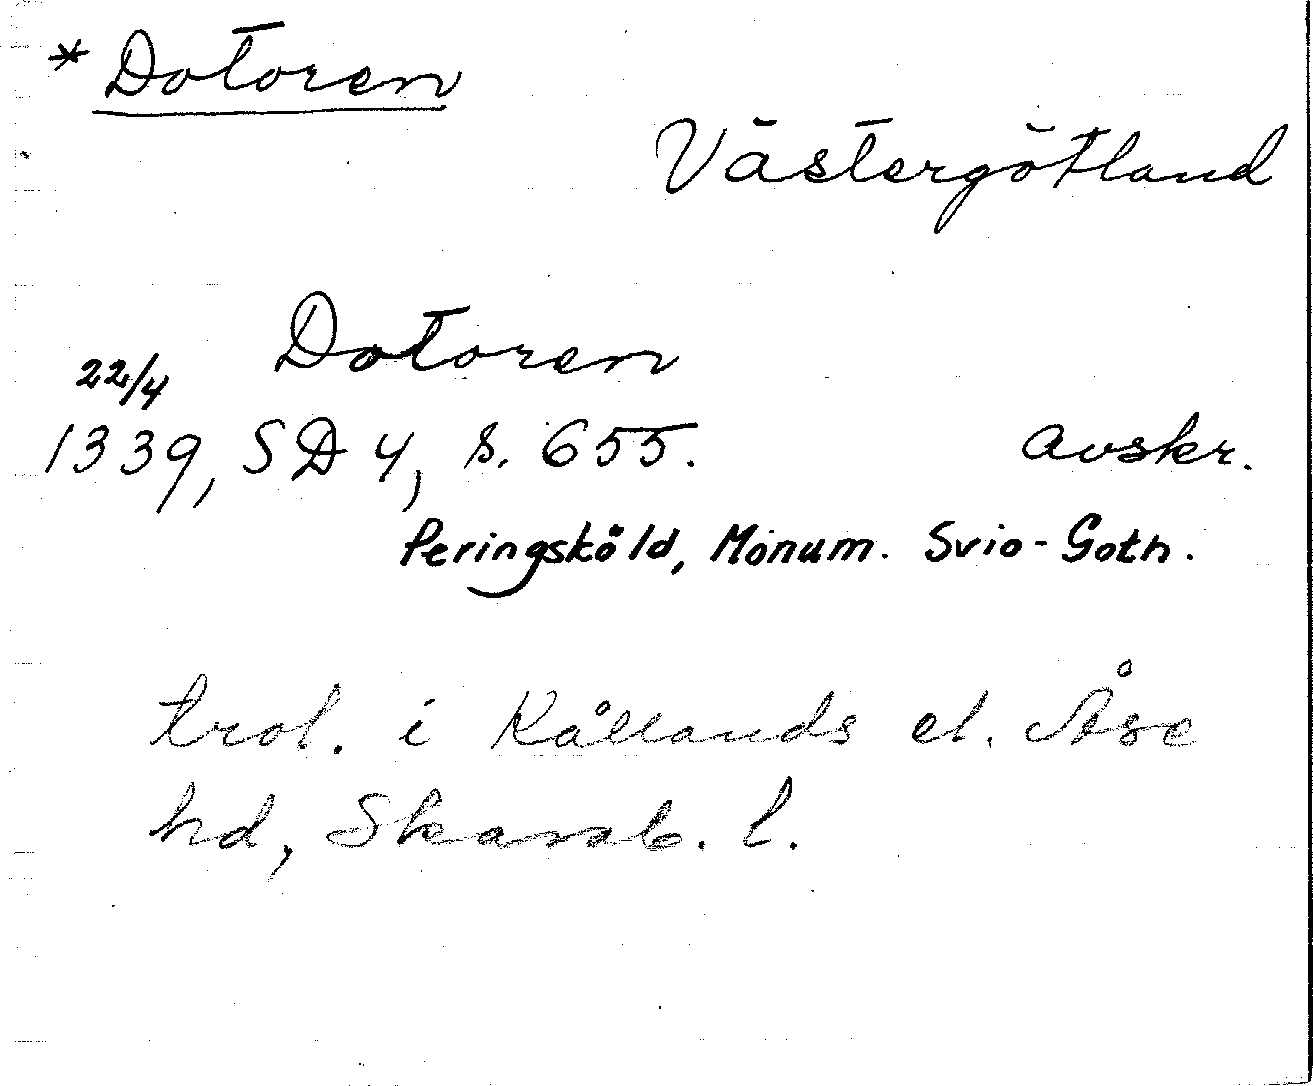 * Dotoren
Västergötland
Dotoren
22/4
1339, SD 4, s. 655. avskr.
Peringsköld, Monum. Svio-Goth.
trol. i Kållands el. Åse
hd, Skarab. l.